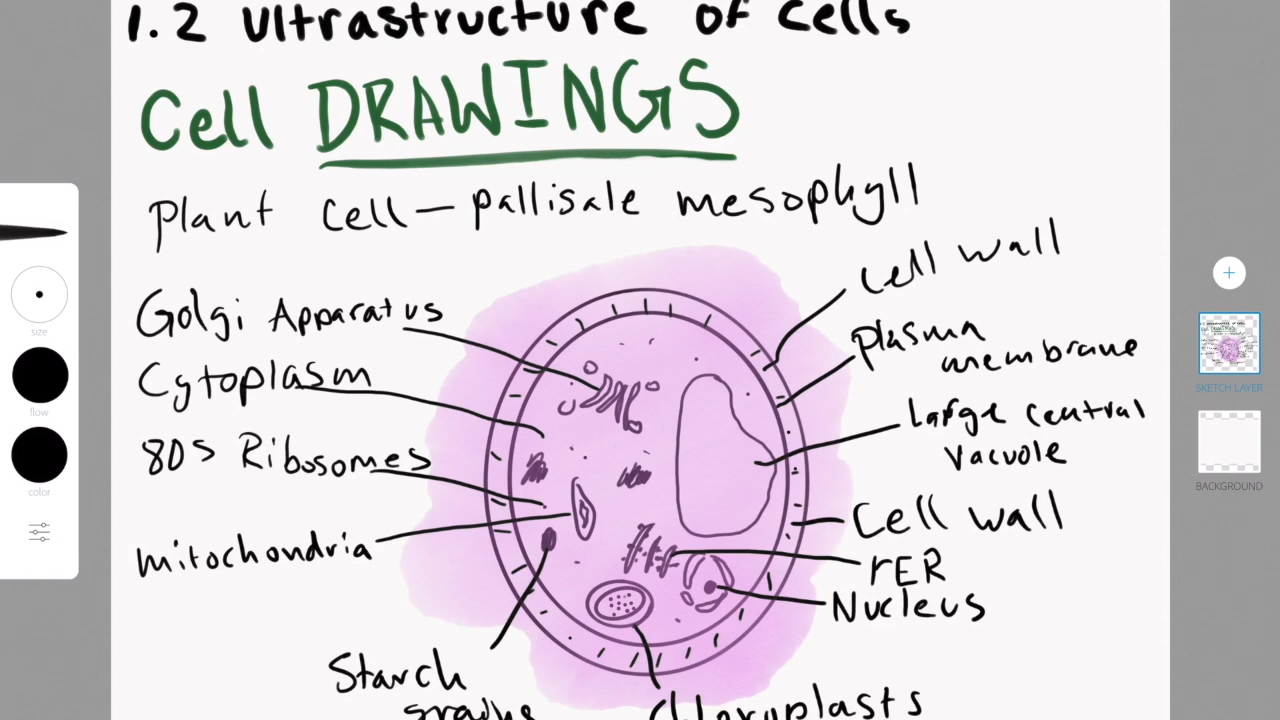 1.2 Ultrastructure of Cells
Cell DRAWINGS
Plant Cell — pallisale mesophyll
Cell wall
Golgi Apparatus
plasma
membrane
Cytoplasm
Large central
Vacuole
80S Ribosomes
Cell wall
mitochondria
rER
Nucleus
Starch
grains
Chloroplasts
size
flow
color
SKETCH LAYER
BACKGROUND